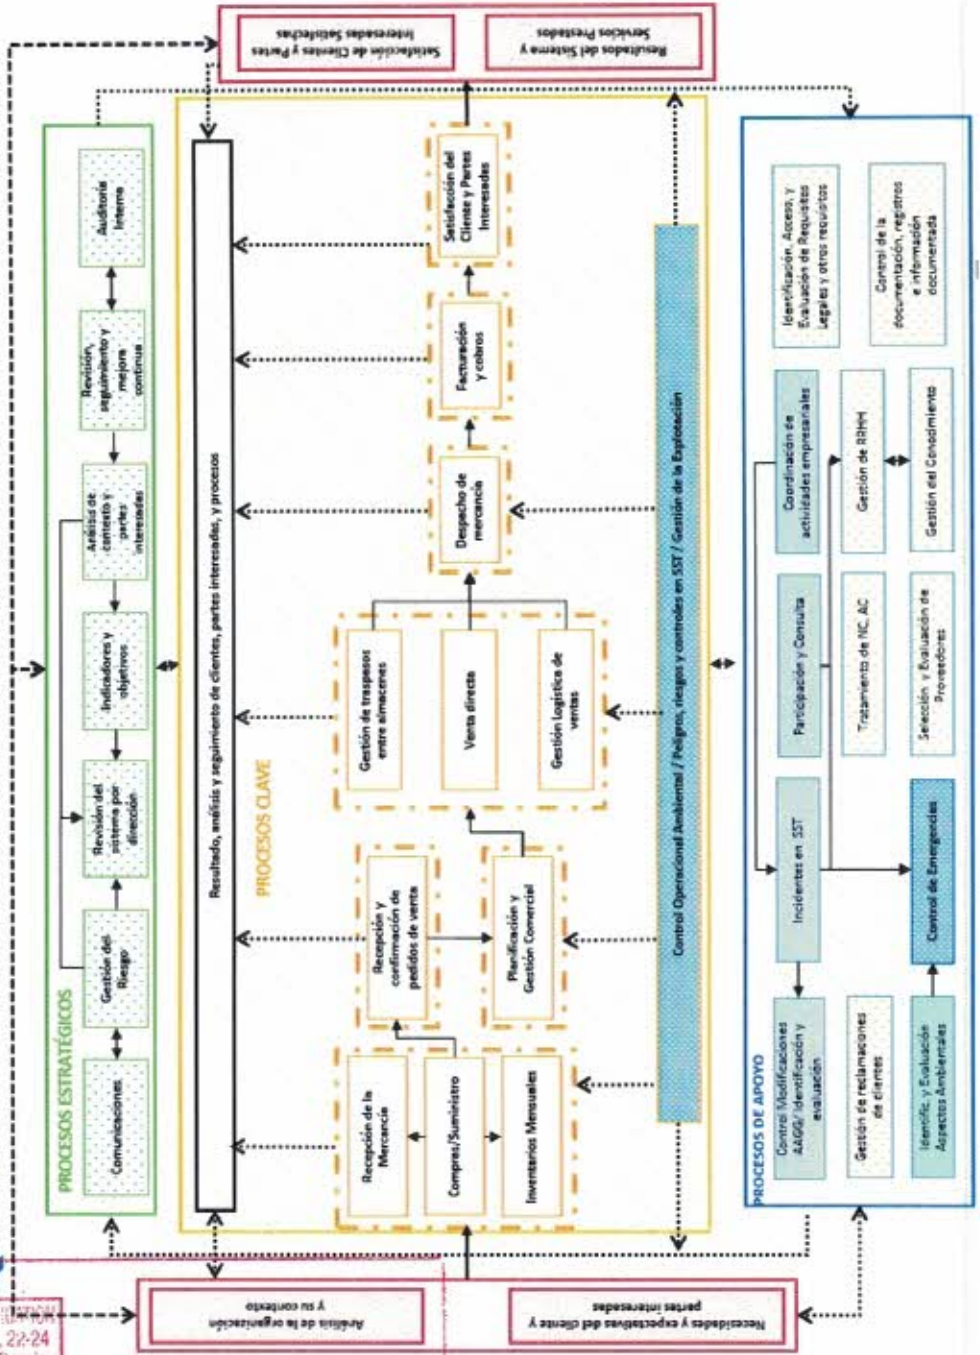 PROCESOS ESTRATÉGICOS
Comunicaciones
Gestión del
Riesgo
Revisión del
sistema por
dirección
Indicadores y
objetivos
Análisis de
contexto y
partes
interesadas
Revisión,
seguimiento y
mejora
continua
Auditoría
Interna
Análisis de la organización
y su contexto
Necesidades y expectativas del cliente y
partes interesadas
Resultado, análisis y seguimiento de clientes, partes interesadas, y procesos
PROCESOS CLAVE
Recepción de la
Mercancía
Compras/Suministro
Inventarios Mensuales
Recepción y
confirmación de
pedidos de venta
Planificación y
Gestión Comercial
Gestión de traspasos
entre almacenes
Venta directa
Gestión Logística de
ventas
Despacho de
mercancía
Facturación
y cobros
Satisfacción del
Cliente y Partes
Interesadas
Control Operacional Ambiental / Peligros, riesgos y controles en SST / Gestión de la Explotación
Satisfacción de Clientes y Partes
Interesadas Satisfechas
Resultados del Sistema y
Servicios Prestados
PROCESOS DE APOYO
Control Modificaciones
AAGG/ Identificación y
evaluación
Incidentes en SST
Participación y Consulta
Coordinación de
actividades empresariales
Identificación, Acceso, y
Evaluación de Requisitos
Legales y otros requisitos
Gestión de reclamaciones
de clientes
Tratamiento de NC, AC
Gestión de RRHH
Control de la
documentación, registros
e información
documentada
Identific. y Evaluación
Aspectos Ambientales
Control de Emergencias
Selección y Evaluación de
Proveedores
Gestión del Conocimiento
22-24